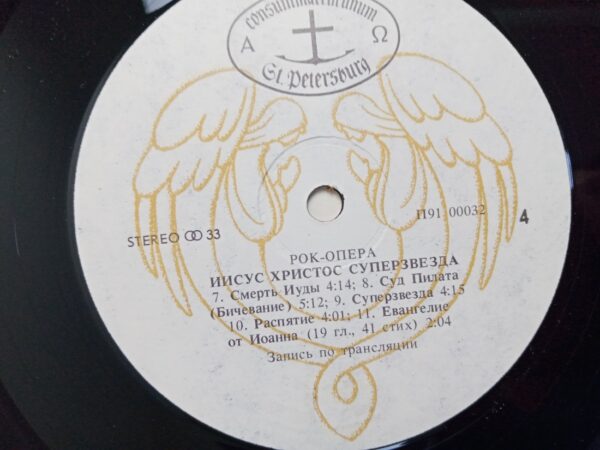 consummatum unum
Α Ω
St. Petersburg
П91 00032
4
STEREO 33
РОК-ОПЕРА
ИИСУС ХРИСТОС СУПЕРЗВЕЗДА
7. Смерть Иуды 4:14; 8. Суд Пилата
(Бичевание) 5:12; 9. Суперзвезда 4:15
10. Распятие 4:01; 11. Евангелие
от Иоанна (19 гл., 41 стих) 2:04
Запись по трансляции